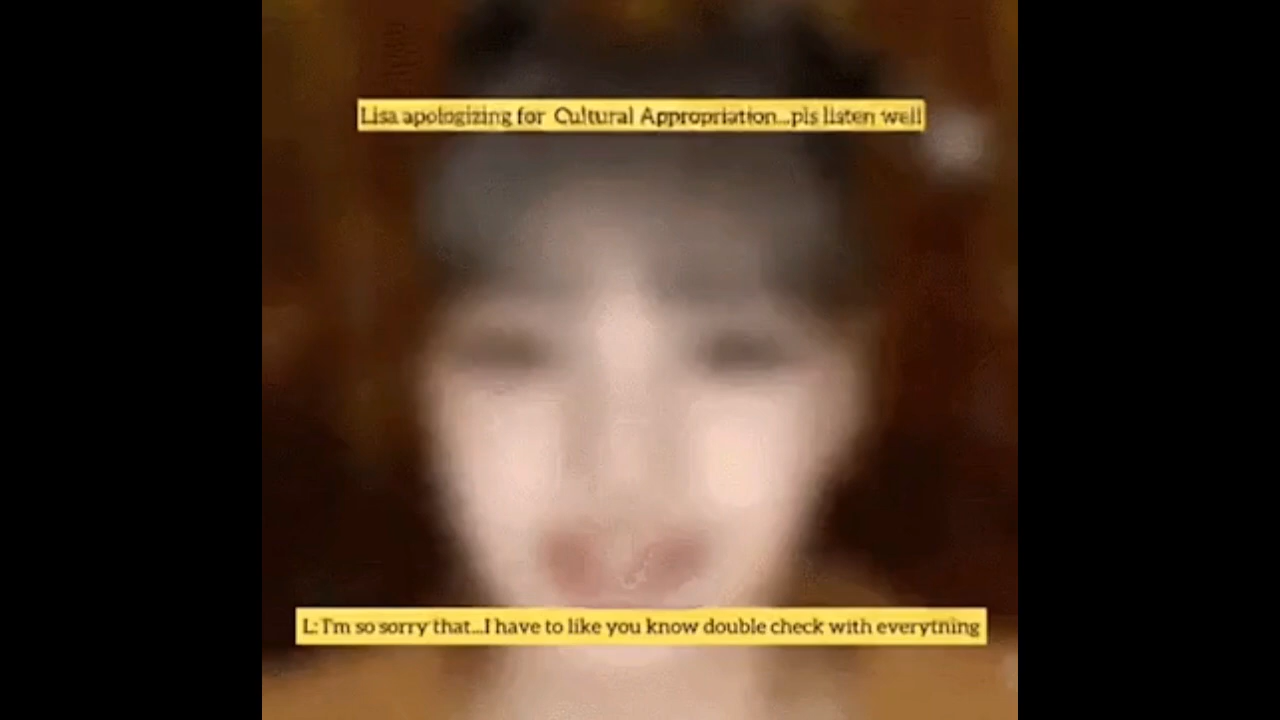 Lisa apologizing for Cultural Appropriation...pls listen well
L: I'm so sorry that...I have to like you know double check with everytning